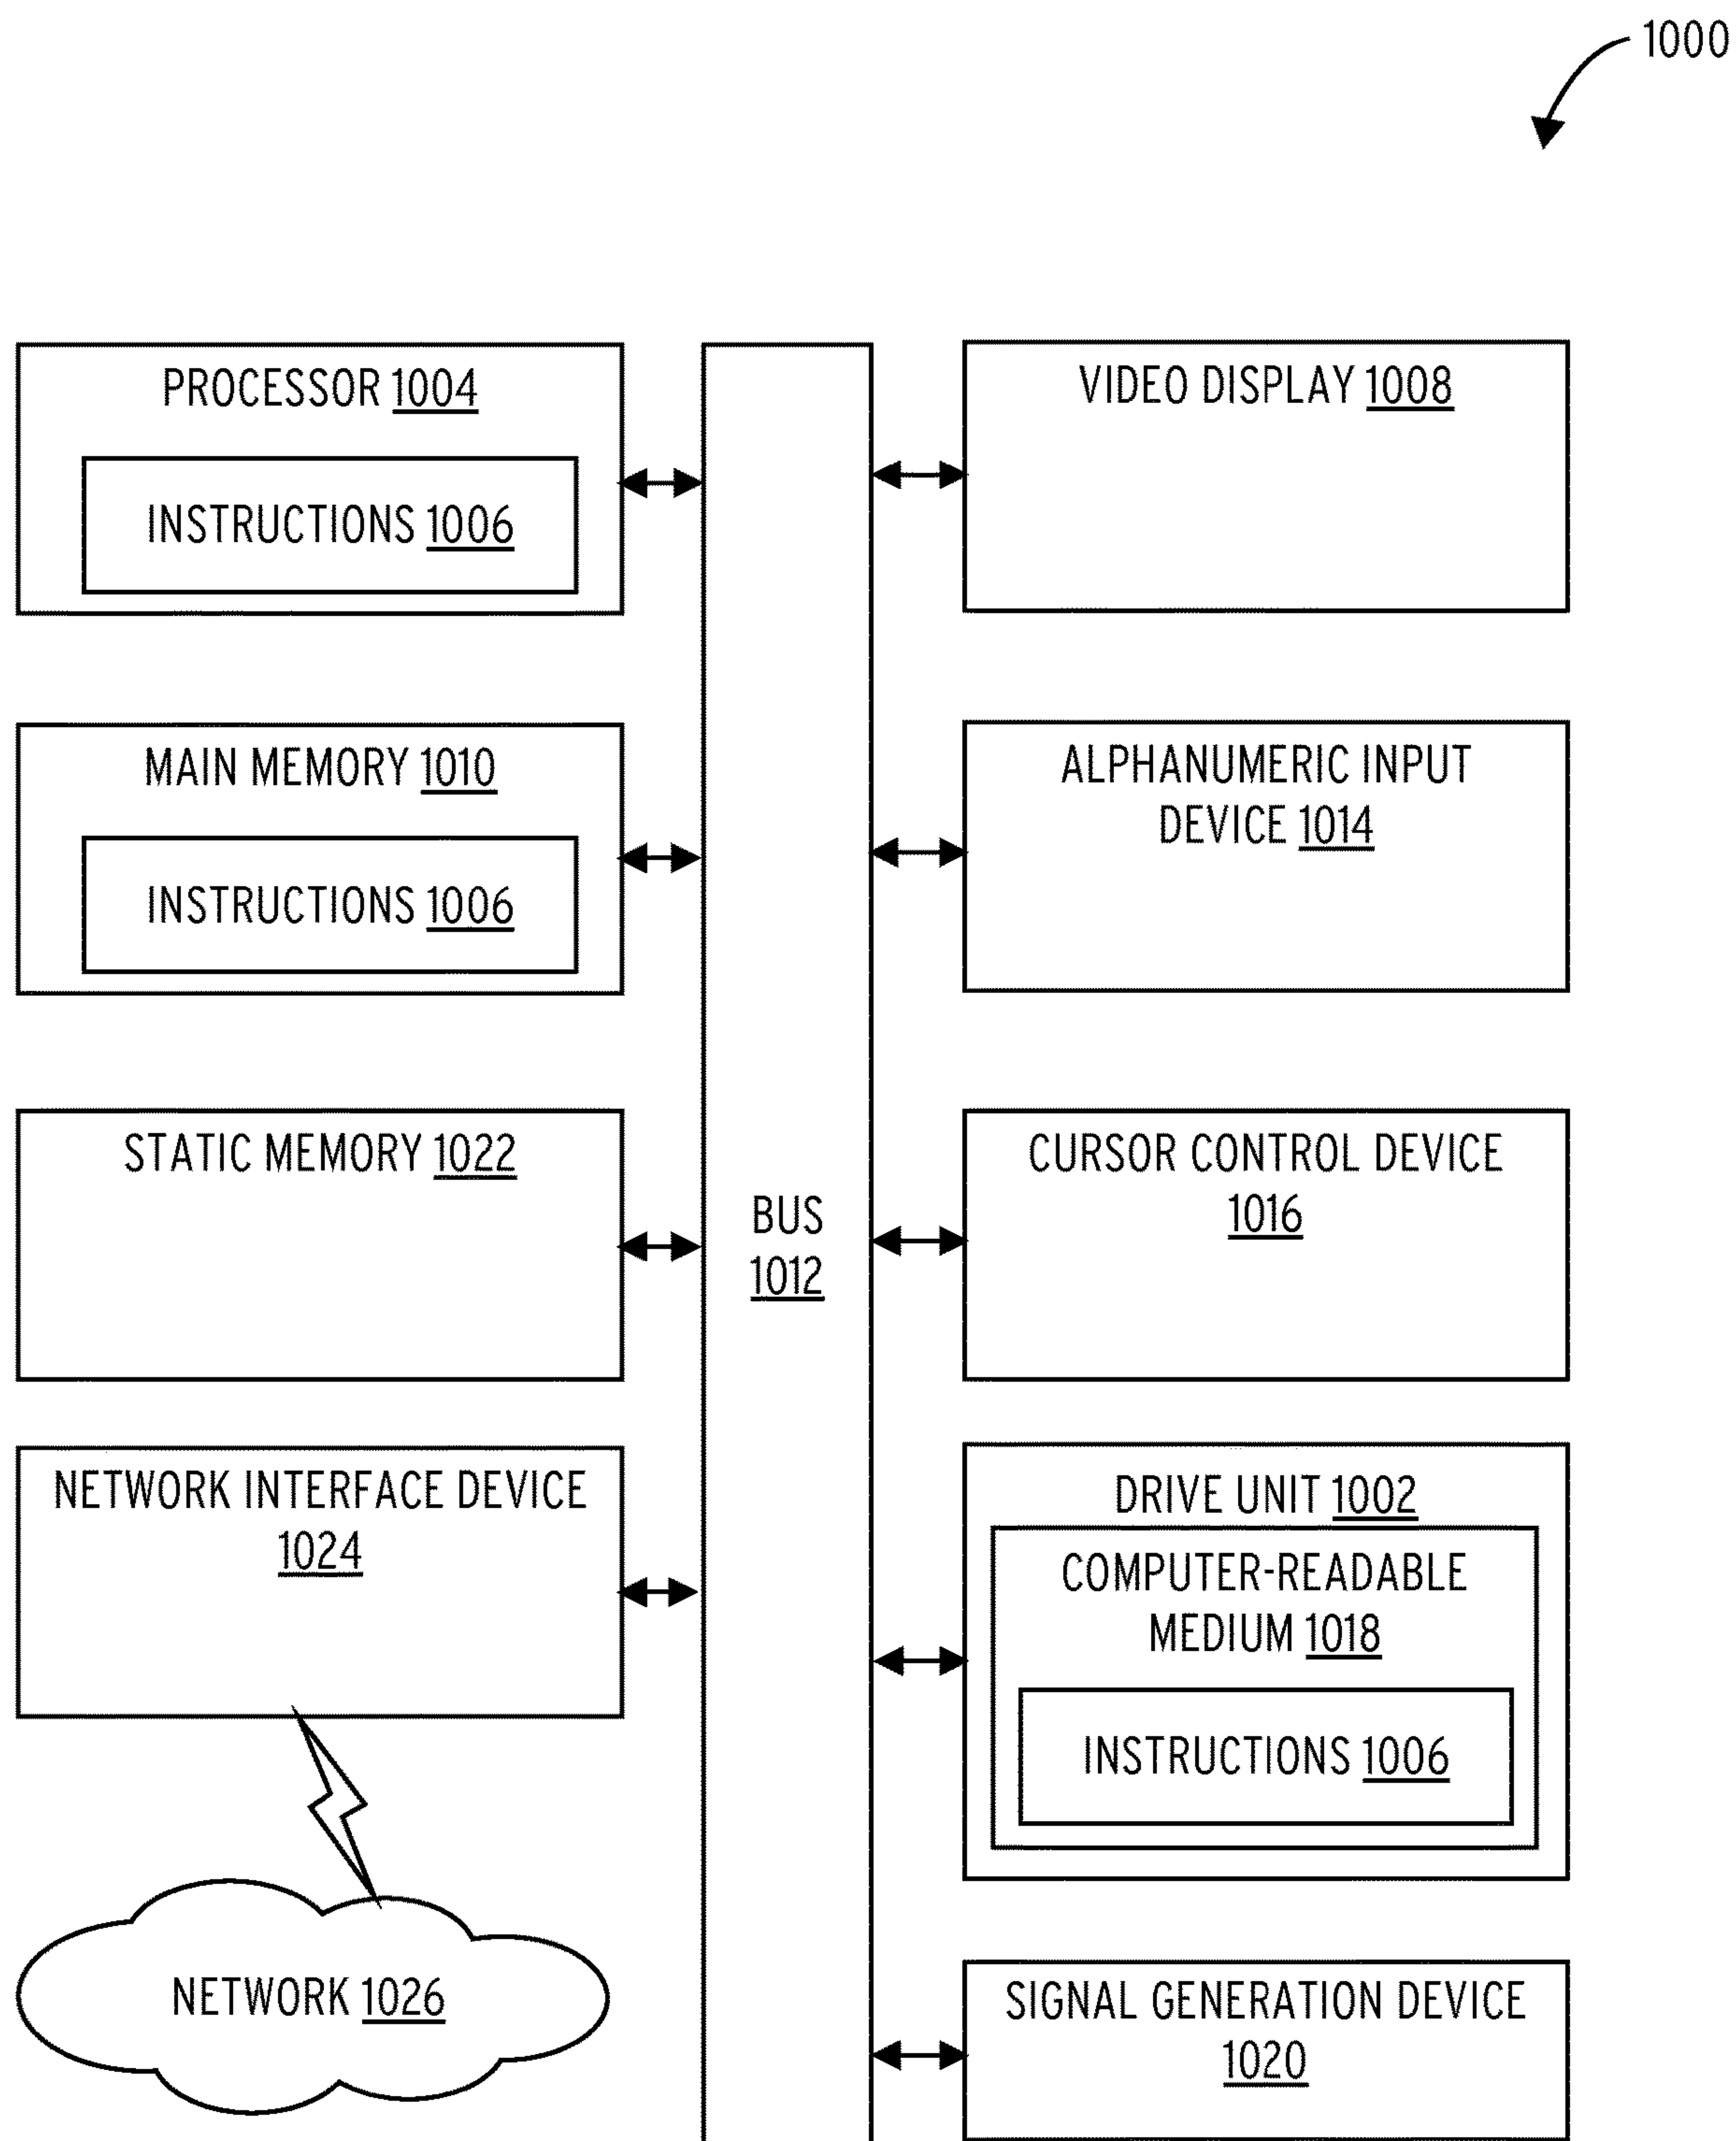 1000
PROCESSOR 1004
INSTRUCTIONS 1006
MAIN MEMORY 1010
INSTRUCTIONS 1006
STATIC MEMORY 1022
NETWORK INTERFACE DEVICE
1024
NETWORK 1026
BUS
1012
VIDEO DISPLAY 1008
ALPHANUMERIC INPUT
DEVICE 1014
CURSOR CONTROL DEVICE
1016
DRIVE UNIT 1002
COMPUTER-READABLE
MEDIUM 1018
INSTRUCTIONS 1006
SIGNAL GENERATION DEVICE
1020